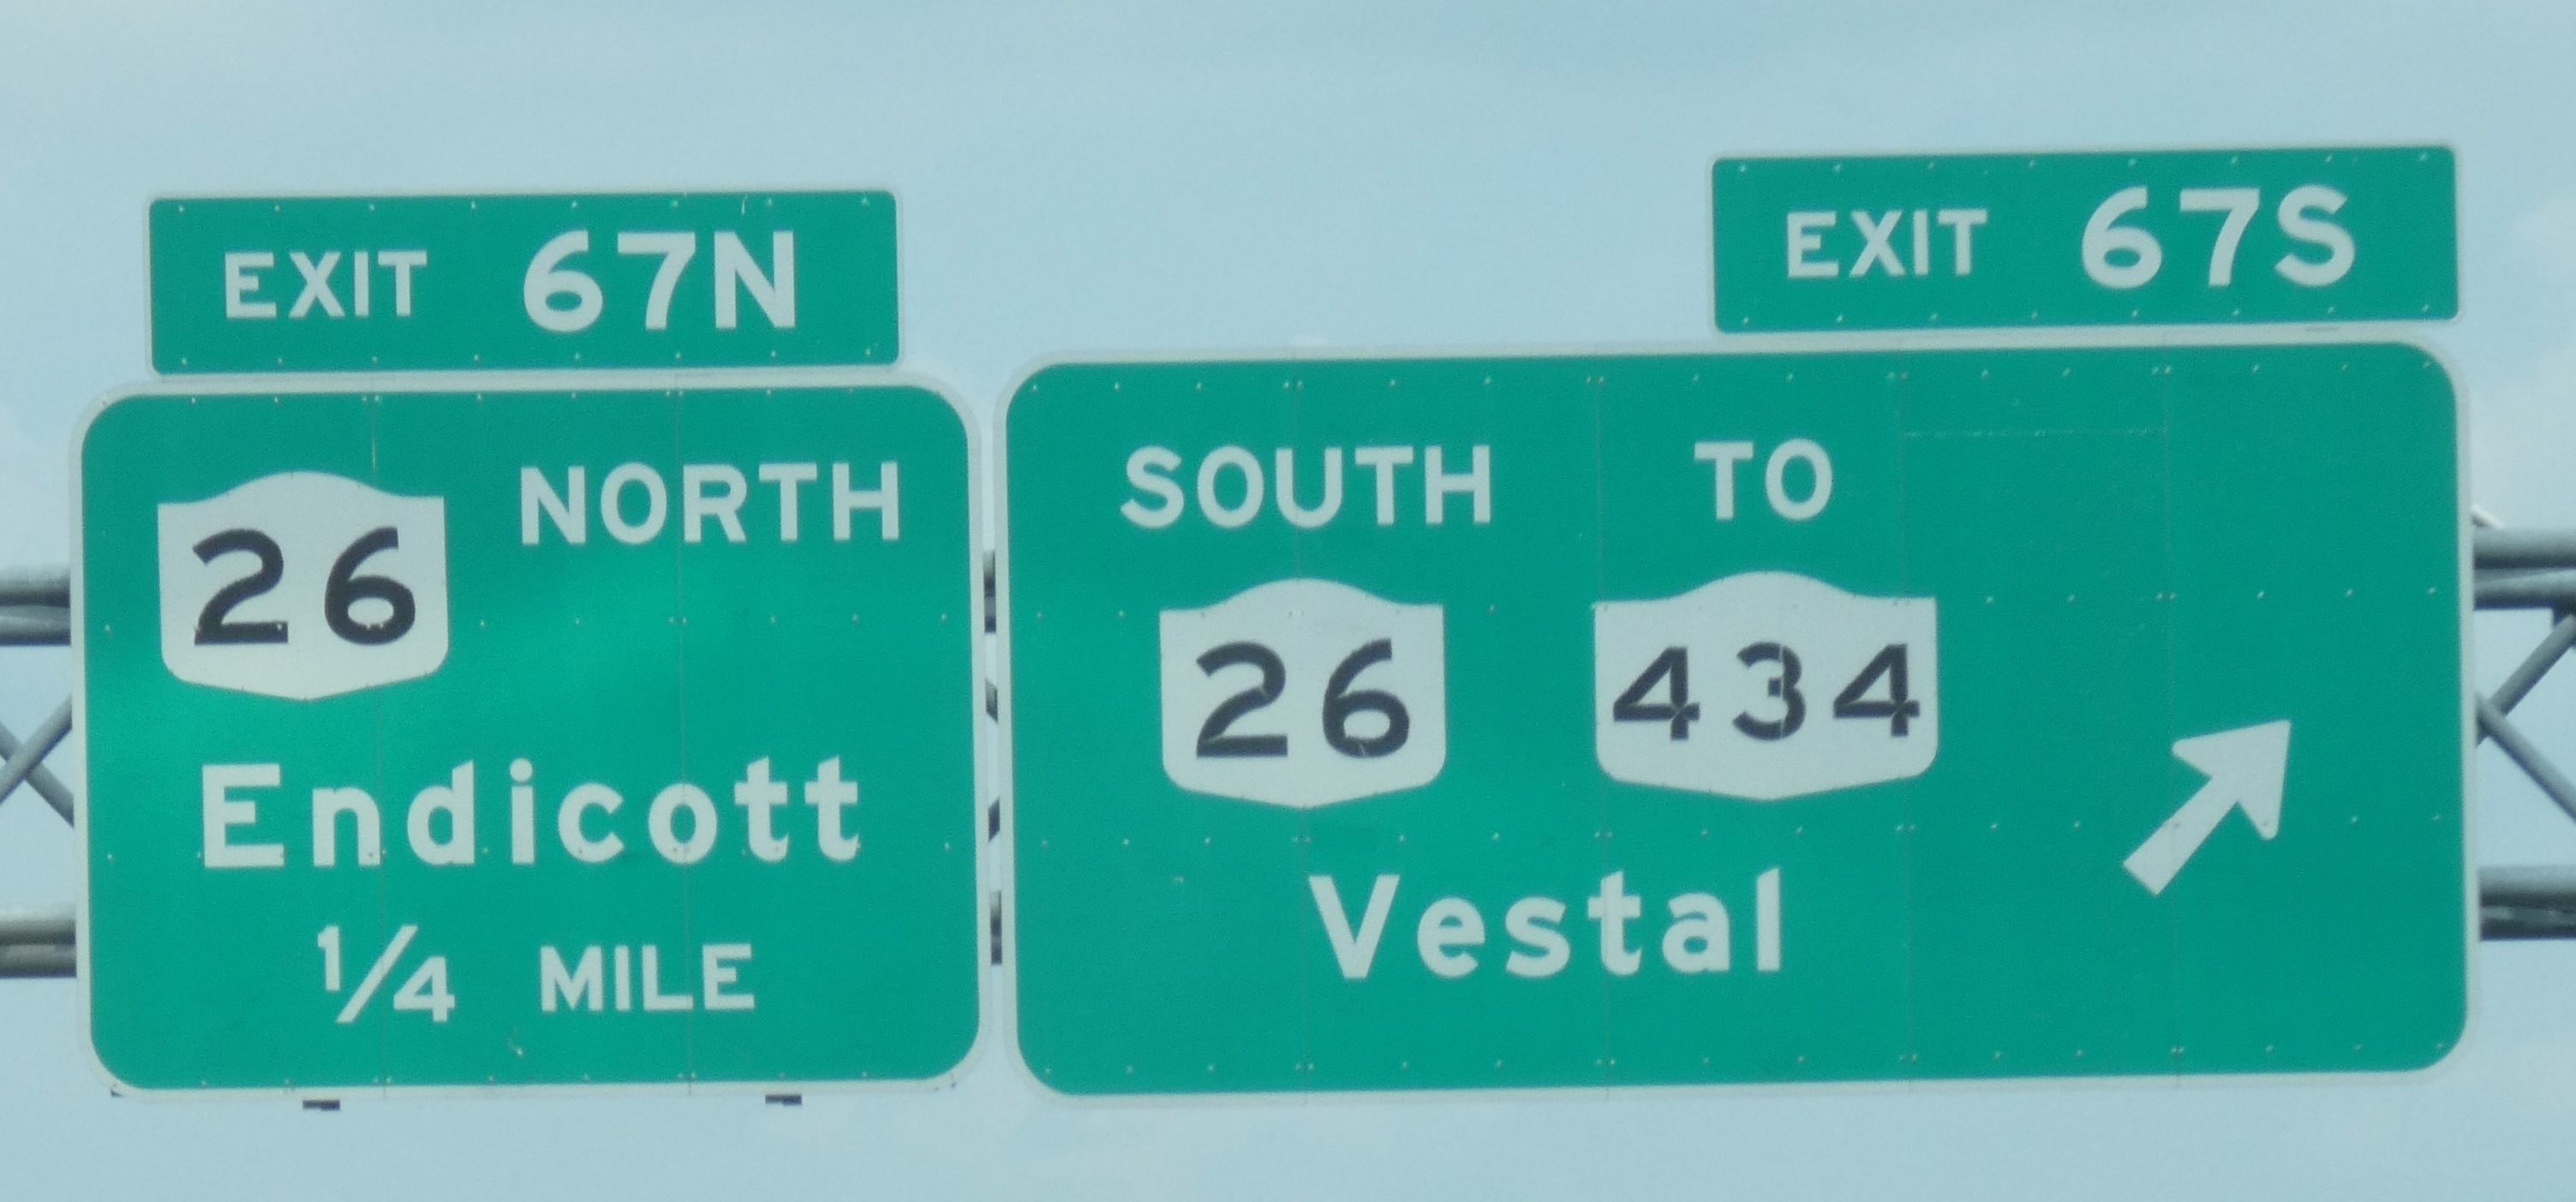 EXIT 67N
26 NORTH
Endicott
1/4 MILE
EXIT 67S
SOUTH TO
26 434
Vestal